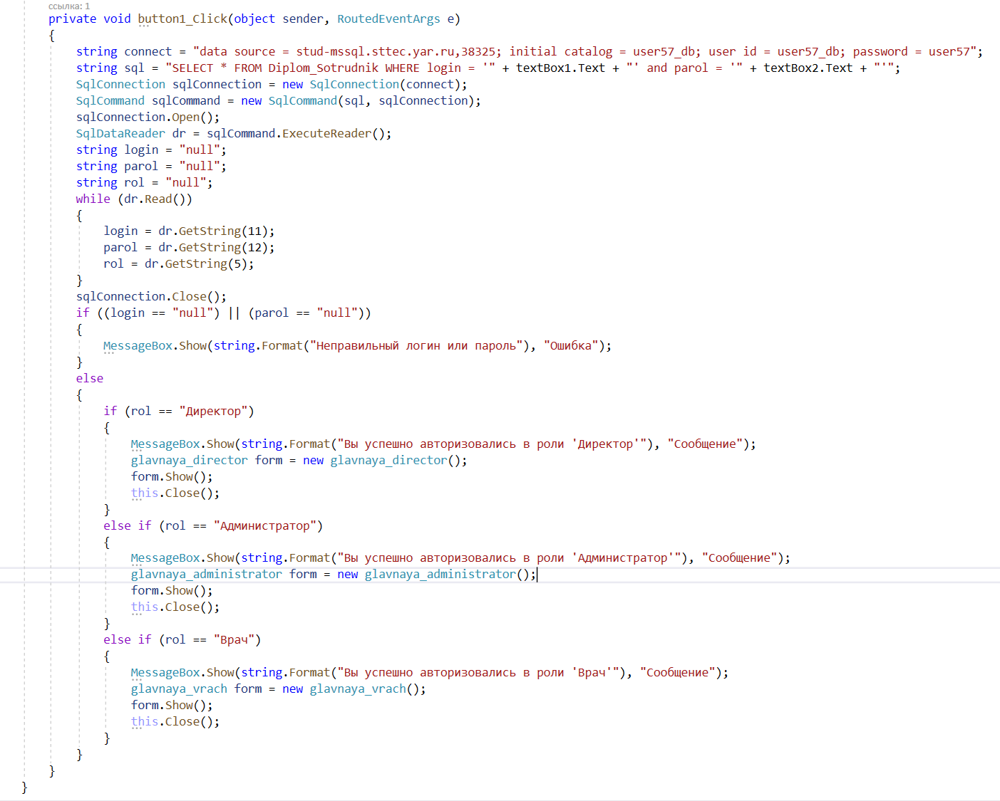 ссылка: 1
private void button1_Click(object sender, RoutedEventArgs e)
{
string connect = "data source = stud-mssql.sttec.yar.ru,38325; initial catalog = user57_db; user id = user57_db; password = user57";
string sql = "SELECT * FROM Diplom_Sotrudnik WHERE login = '" + textBox1.Text + "' and parol = '" + textBox2.Text + "'";
SqlConnection sqlConnection = new SqlConnection(connect);
SqlCommand sqlCommand = new SqlCommand(sql, sqlConnection);
sqlConnection.Open();
SqlDataReader dr = sqlCommand.ExecuteReader();
string login = "null";
string parol = "null";
string rol = "null";
while (dr.Read())
{
login = dr.GetString(11);
parol = dr.GetString(12);
rol = dr.GetString(5);
}
sqlConnection.Close();
if ((login == "null") || (parol == "null"))
{
MessageBox.Show(string.Format("Неправильный логин или пароль"), "Ошибка");
}
else
{
if (rol == "Директор")
{
MessageBox.Show(string.Format("Вы успешно авторизовались в роли 'Директор'"), "Сообщение");
glavnaya_director form = new glavnaya_director();
form.Show();
this.Close();
}
else if (rol == "Администратор")
{
MessageBox.Show(string.Format("Вы успешно авторизовались в роли 'Администратор'"), "Сообщение");
glavnaya_administrator form = new glavnaya_administrator();
form.Show();
this.Close();
}
else if (rol == "Врач")
{
MessageBox.Show(string.Format("Вы успешно авторизовались в роли 'Врач'"), "Сообщение");
glavnaya_vrach form = new glavnaya_vrach();
form.Show();
this.Close();
}
}
}
}